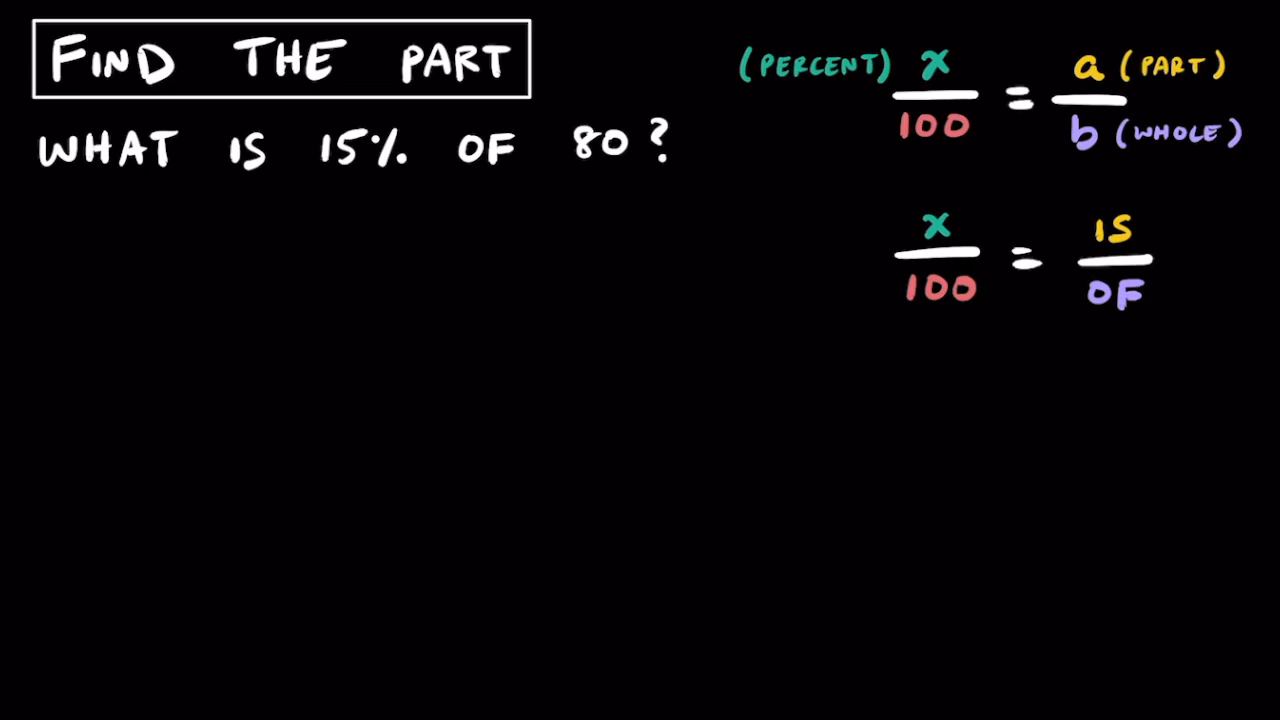 FIND THE PART
WHAT IS 15% OF 80?
(PERCENT) x/100 = a (PART)/b (WHOLE)
x/100 = IS/OF